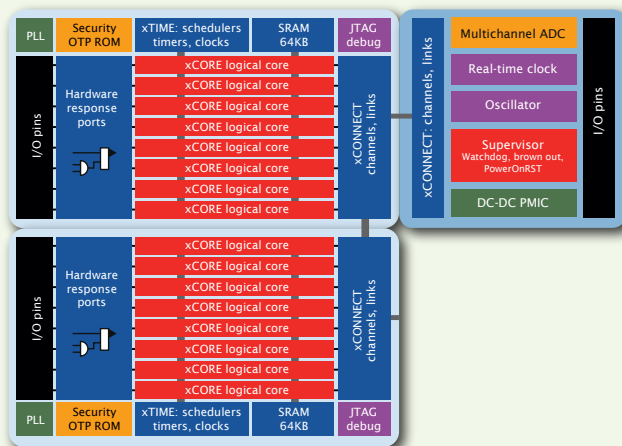 PLL
Security
OTP ROM
xTIME: schedulers
timers, clocks
SRAM
64KB
JTAG
debug
I/O pins
Hardware
response
ports
xCORE logical core
xCORE logical core
xCORE logical core
xCORE logical core
xCORE logical core
xCORE logical core
xCORE logical core
xCORE logical core
xCONNECT
channels, links
xCONNECT: channels, links
Multichannel ADC
Real-time clock
Oscillator
Supervisor
Watchdog, brown out,
PowerOnRST
DC-DC PMIC
I/O pins
I/O pins
Hardware
response
ports
xCORE logical core
xCORE logical core
xCORE logical core
xCORE logical core
xCORE logical core
xCORE logical core
xCORE logical core
xCORE logical core
xCONNECT
channels, links
PLL
Security
OTP ROM
xTIME: schedulers
timers, clocks
SRAM
64KB
JTAG
debug